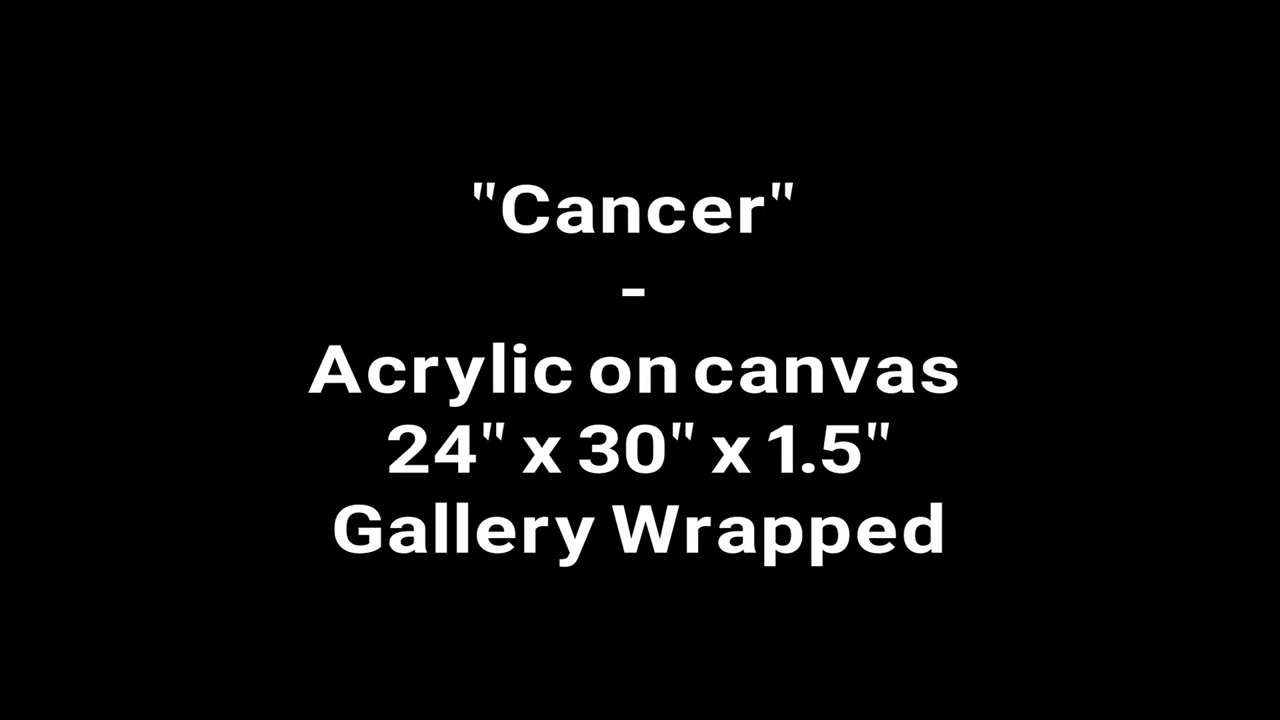 "Cancer"
-
Acrylic on canvas
24" x 30" x 1.5"
Gallery Wrapped